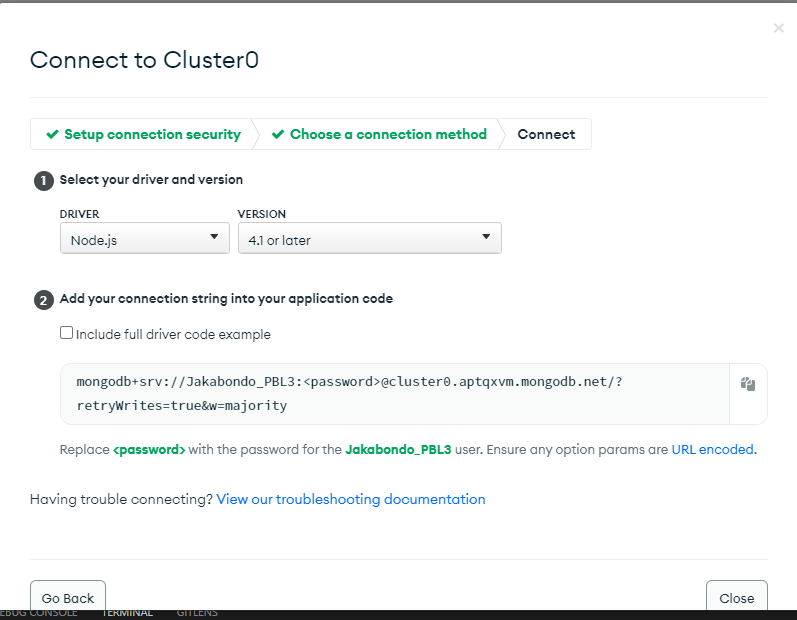 Connect to Cluster0
Setup connection security
Choose a connection method
Connect
1 Select your driver and version
DRIVER
VERSION
Node.js
4.1 or later
2 Add your connection string into your application code
Include full driver code example
mongodb+srv://Jakabondo_PBL3:<password>@cluster0.aptqxvm.mongodb.net/?
retryWrites=true&w=majority
Replace <password> with the password for the Jakabondo_PBL3 user. Ensure any option params are URL encoded.
Having trouble connecting? View our troubleshooting documentation
Go Back
Close
EBUG CONSOLE TERMINAL GITLENS